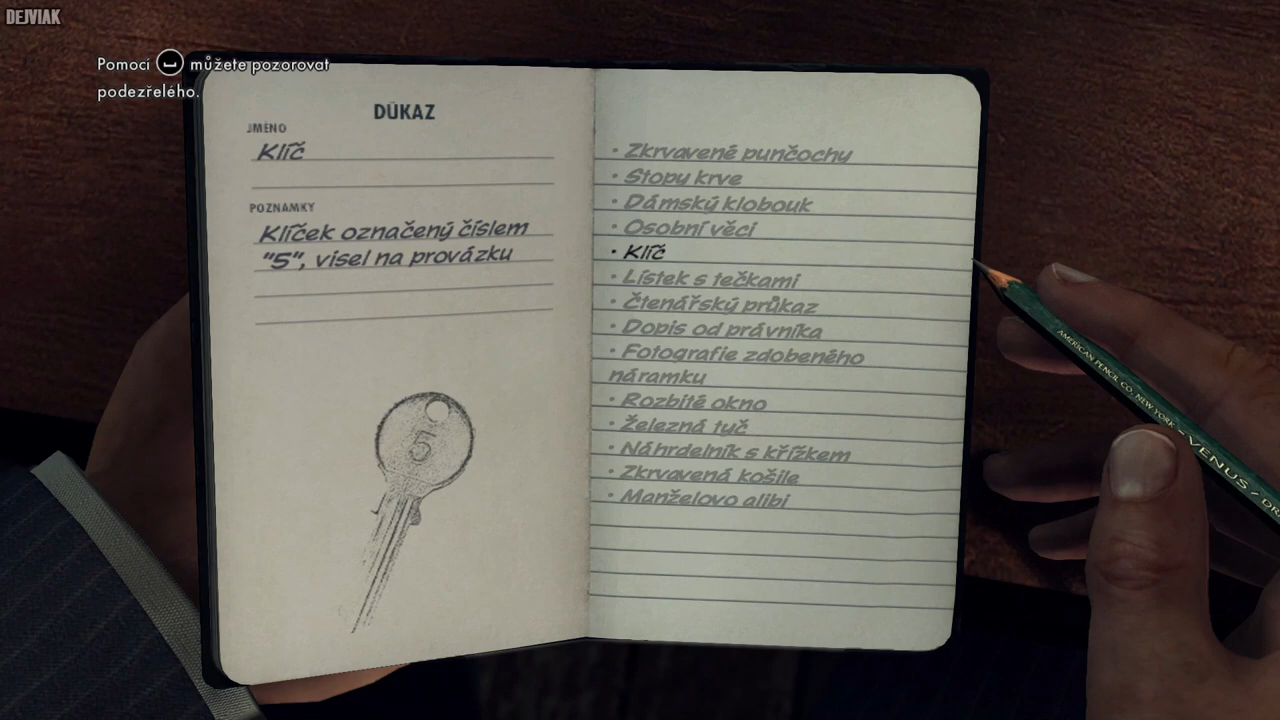 DEJVIAK
Pomocí můžete pozorovat
podezřelého.
DŮKAZ
JMÉNO
Klíč
POZNÁMKY
Klíček označený číslem
"5", visel na provázku
5
• Zkrvavené punčochy
• Stopy krve
• Dámský klobouk
• Osobní věci
• Klíč
• Lístek s tečkami
• Čtenářský průkaz
• Dopis od právníka
• Fotografie zdobeného
náramku
• Rozbité okno
• Železná tyč
• Náhrdelník s křížkem
• Zkrvavená košile
• Manželovo alibi
AMERICAN PENCIL CO. NEW YORK VENUS / DR